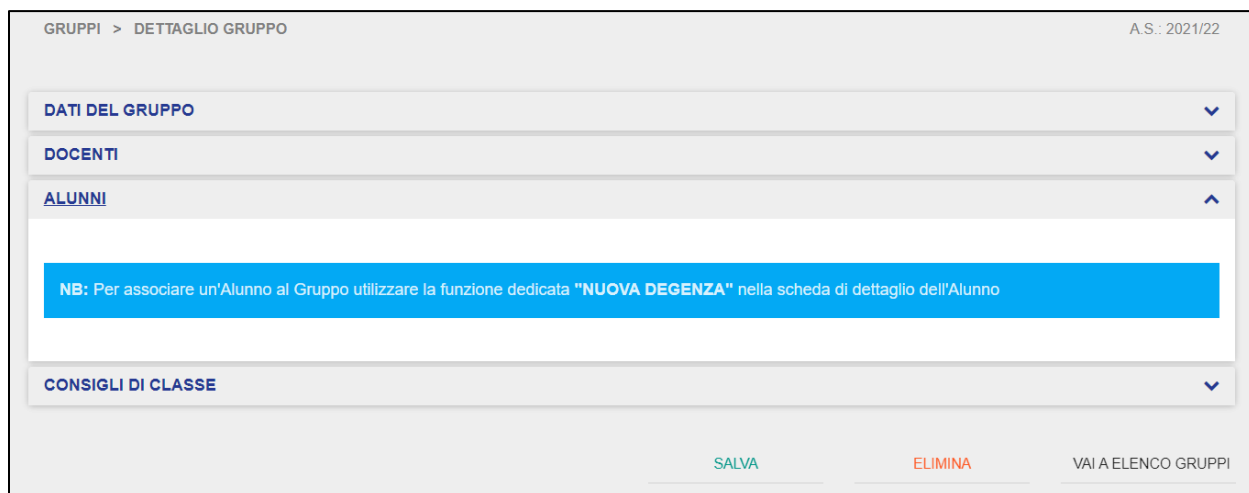 GRUPPI > DETTAGLIO GRUPPO A.S.: 2021/22
DATI DEL GRUPPO
DOCENTI
ALUNNI
NB: Per associare un'Alunno al Gruppo utilizzare la funzione dedicata "NUOVA DEGENZA" nella scheda di dettaglio dell'Alunno
CONSIGLI DI CLASSE
SALVA ELIMINA VAI A ELENCO GRUPPI